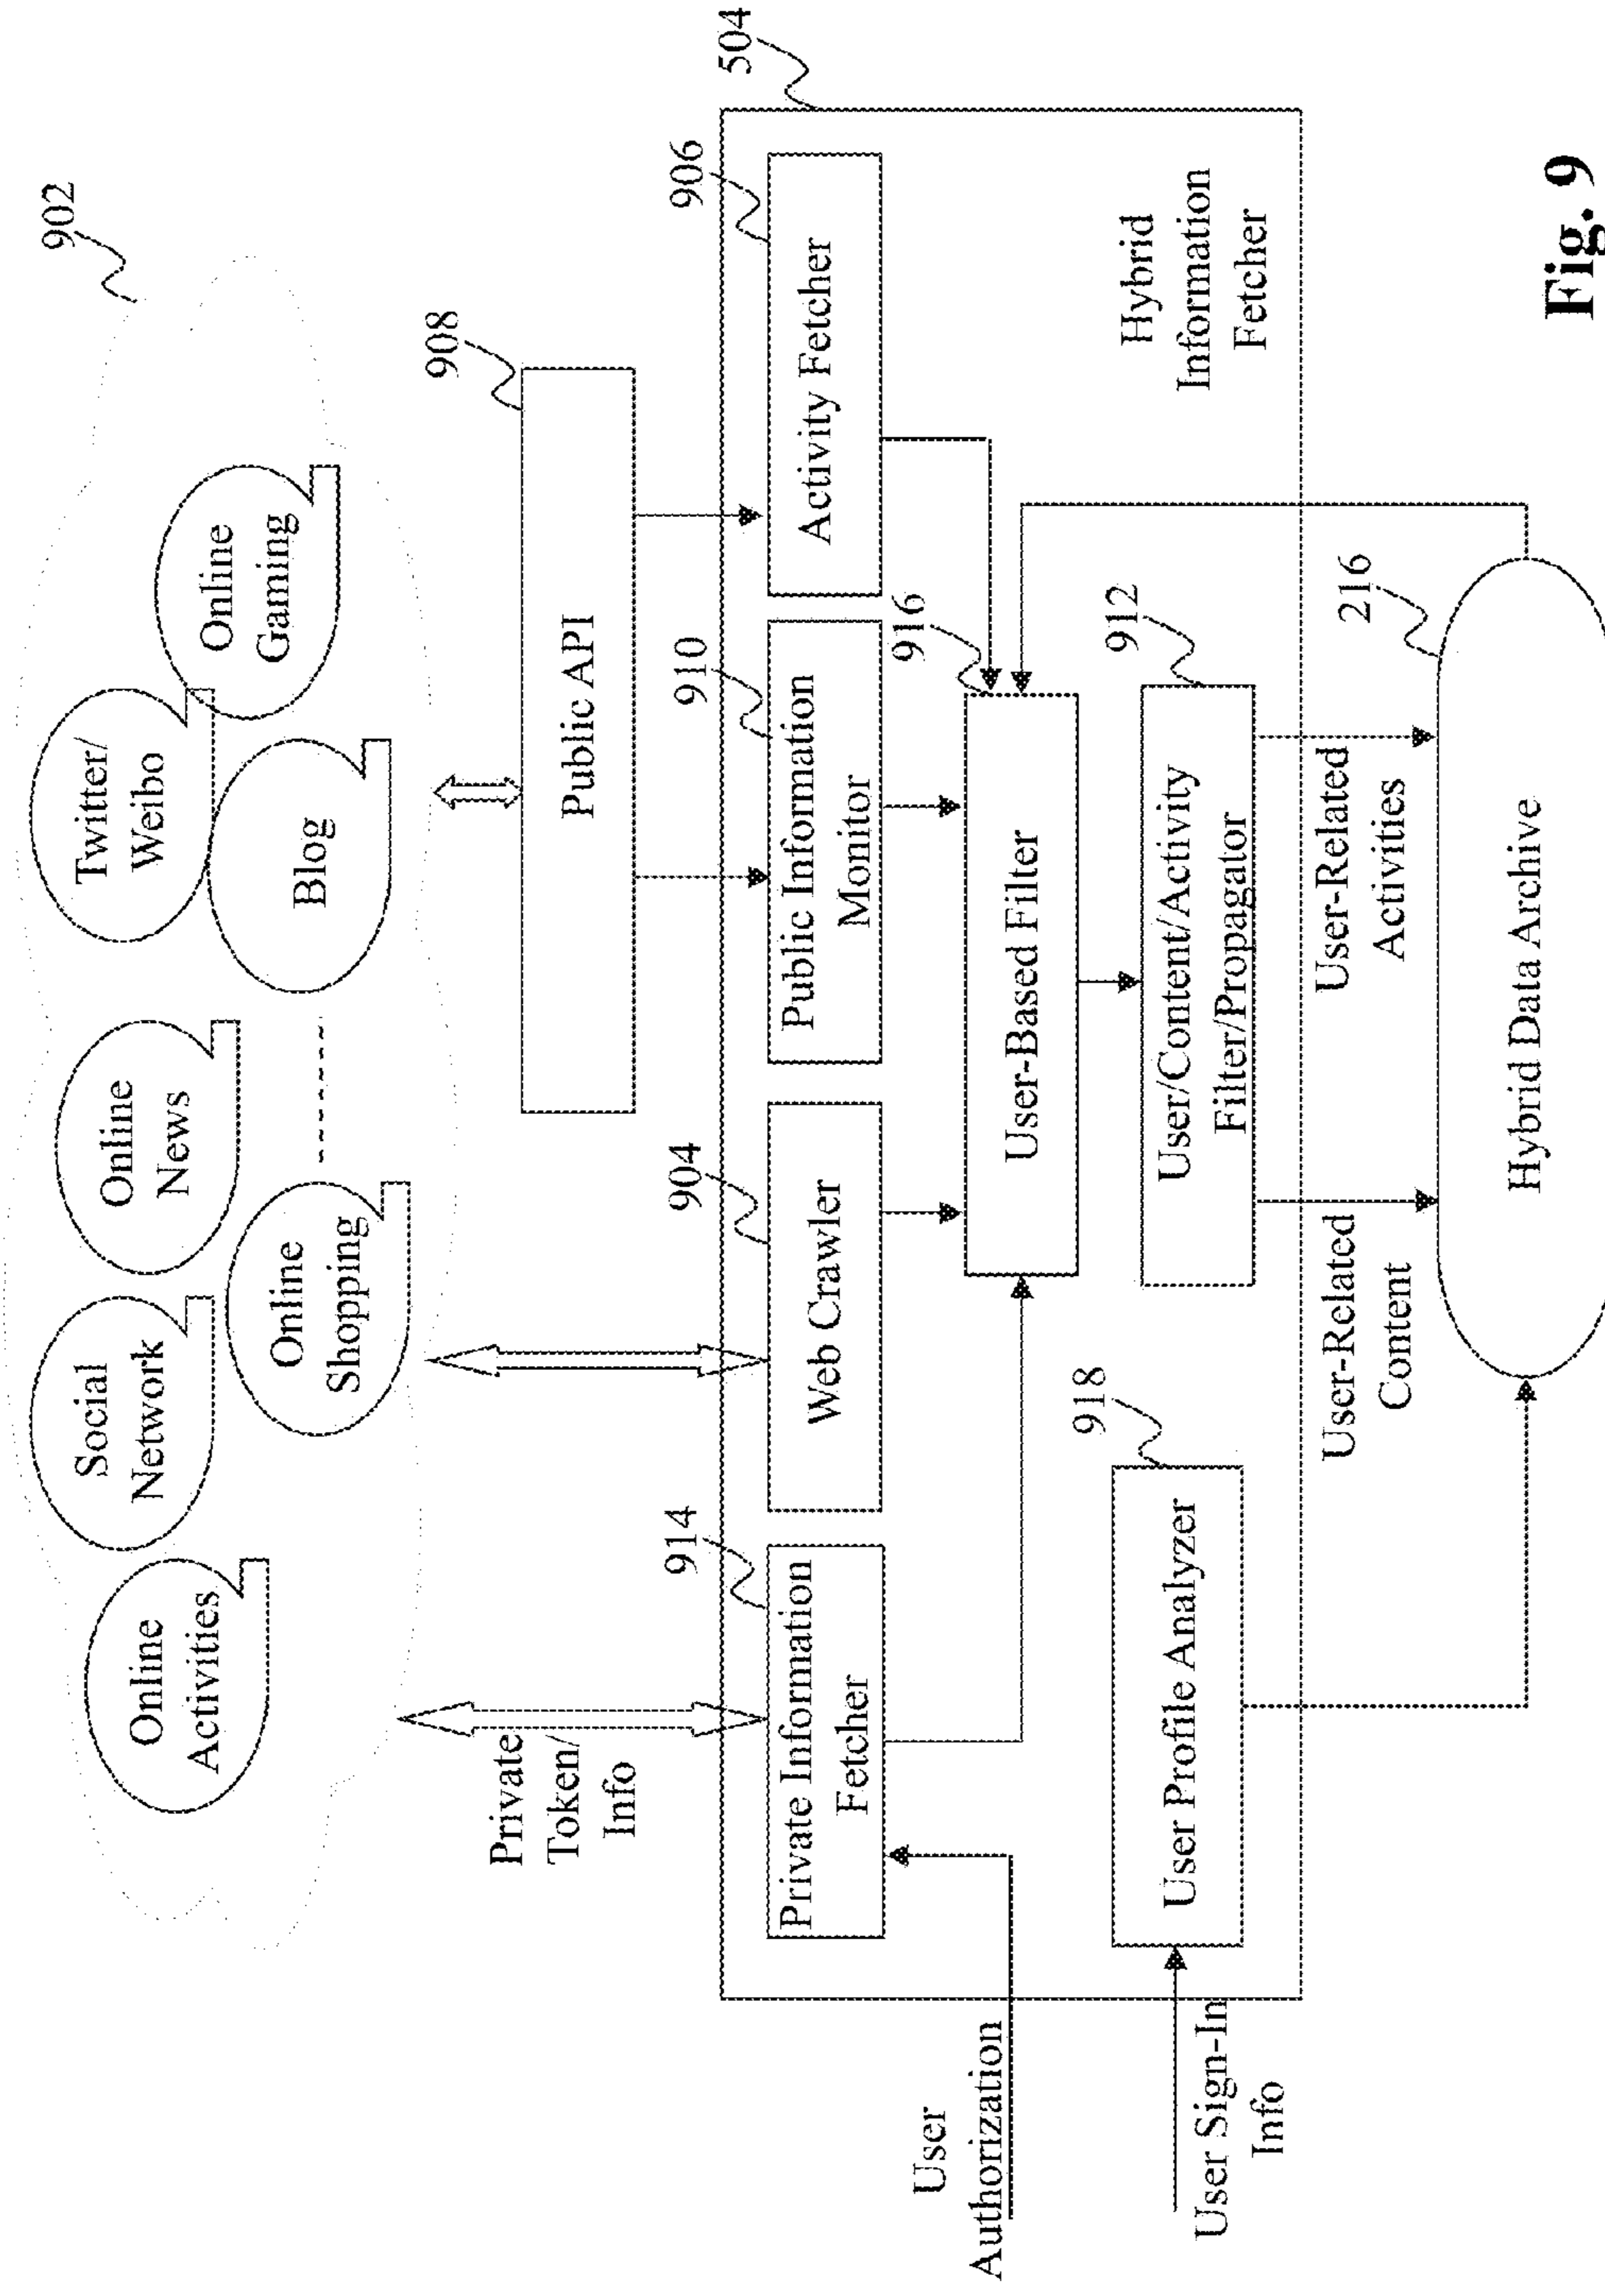 902
Online
Activities
Social
Network
Online
News
Twitter/
Weibo
Online
Gaming
Online
Shopping
Blog
908
Public API
Private
Token/
Info
504
914
904
910
906
Private Information
Fetcher
Web Crawler
Public Information
Monitor
Activity Fetcher
User
Authorization
916
User-Based Filter
Hybrid
Information
Fetcher
918
912
User Profile Analyzer
User/Content/Activity
Filter/Propagator
User Sign-In
Info
User-Related
Content
User-Related
Activities
216
Hybrid Data Archive
Fig. 9